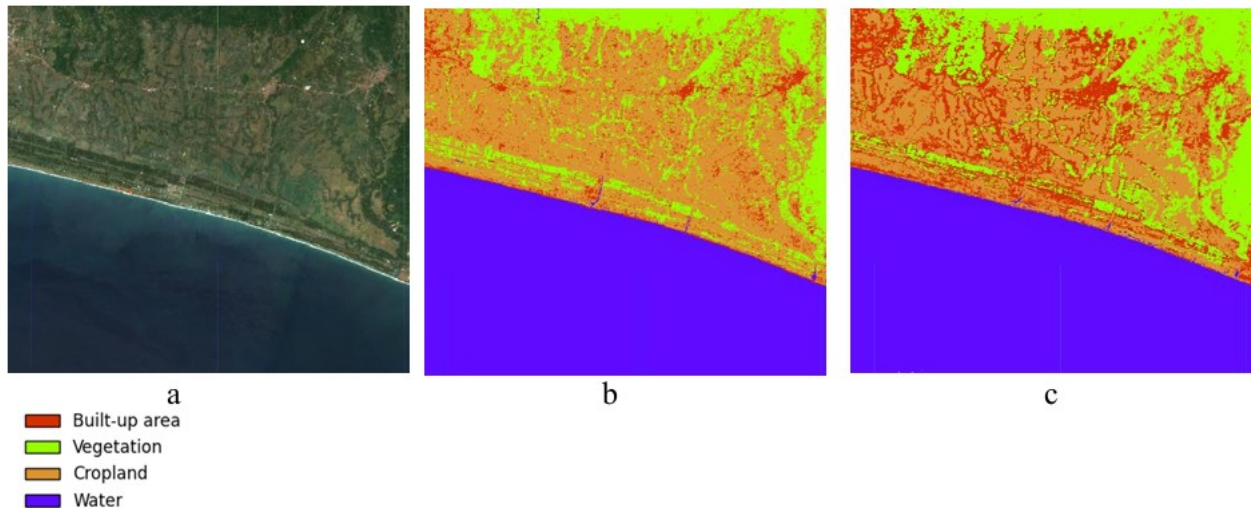 a
b
c
Built-up area
Vegetation
Cropland
Water